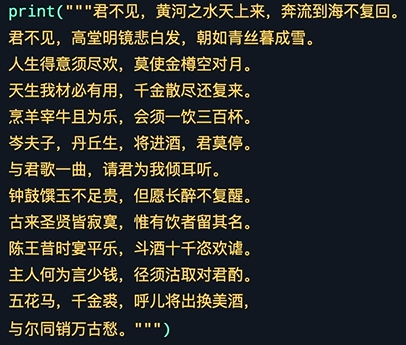 print("""君不见，黄河之水天上来，奔流到海不复回。
君不见，高堂明镜悲白发，朝如青丝暮成雪。
人生得意须尽欢，莫使金樽空对月。
天生我材必有用，千金散尽还复来。
烹羊宰牛且为乐，会须一饮三百杯。
岑夫子，丹丘生，将进酒，君莫停。
与君歌一曲，请君为我倾耳听。
钟鼓馔玉不足贵，但愿长醉不复醒。
古来圣贤皆寂寞，惟有饮者留其名。
陈王昔时宴平乐，斗酒十千恣欢谑。
主人何为言少钱，径须沽取对君酌。
五花马，千金裘，呼儿将出换美酒，
与尔同销万古愁。""")